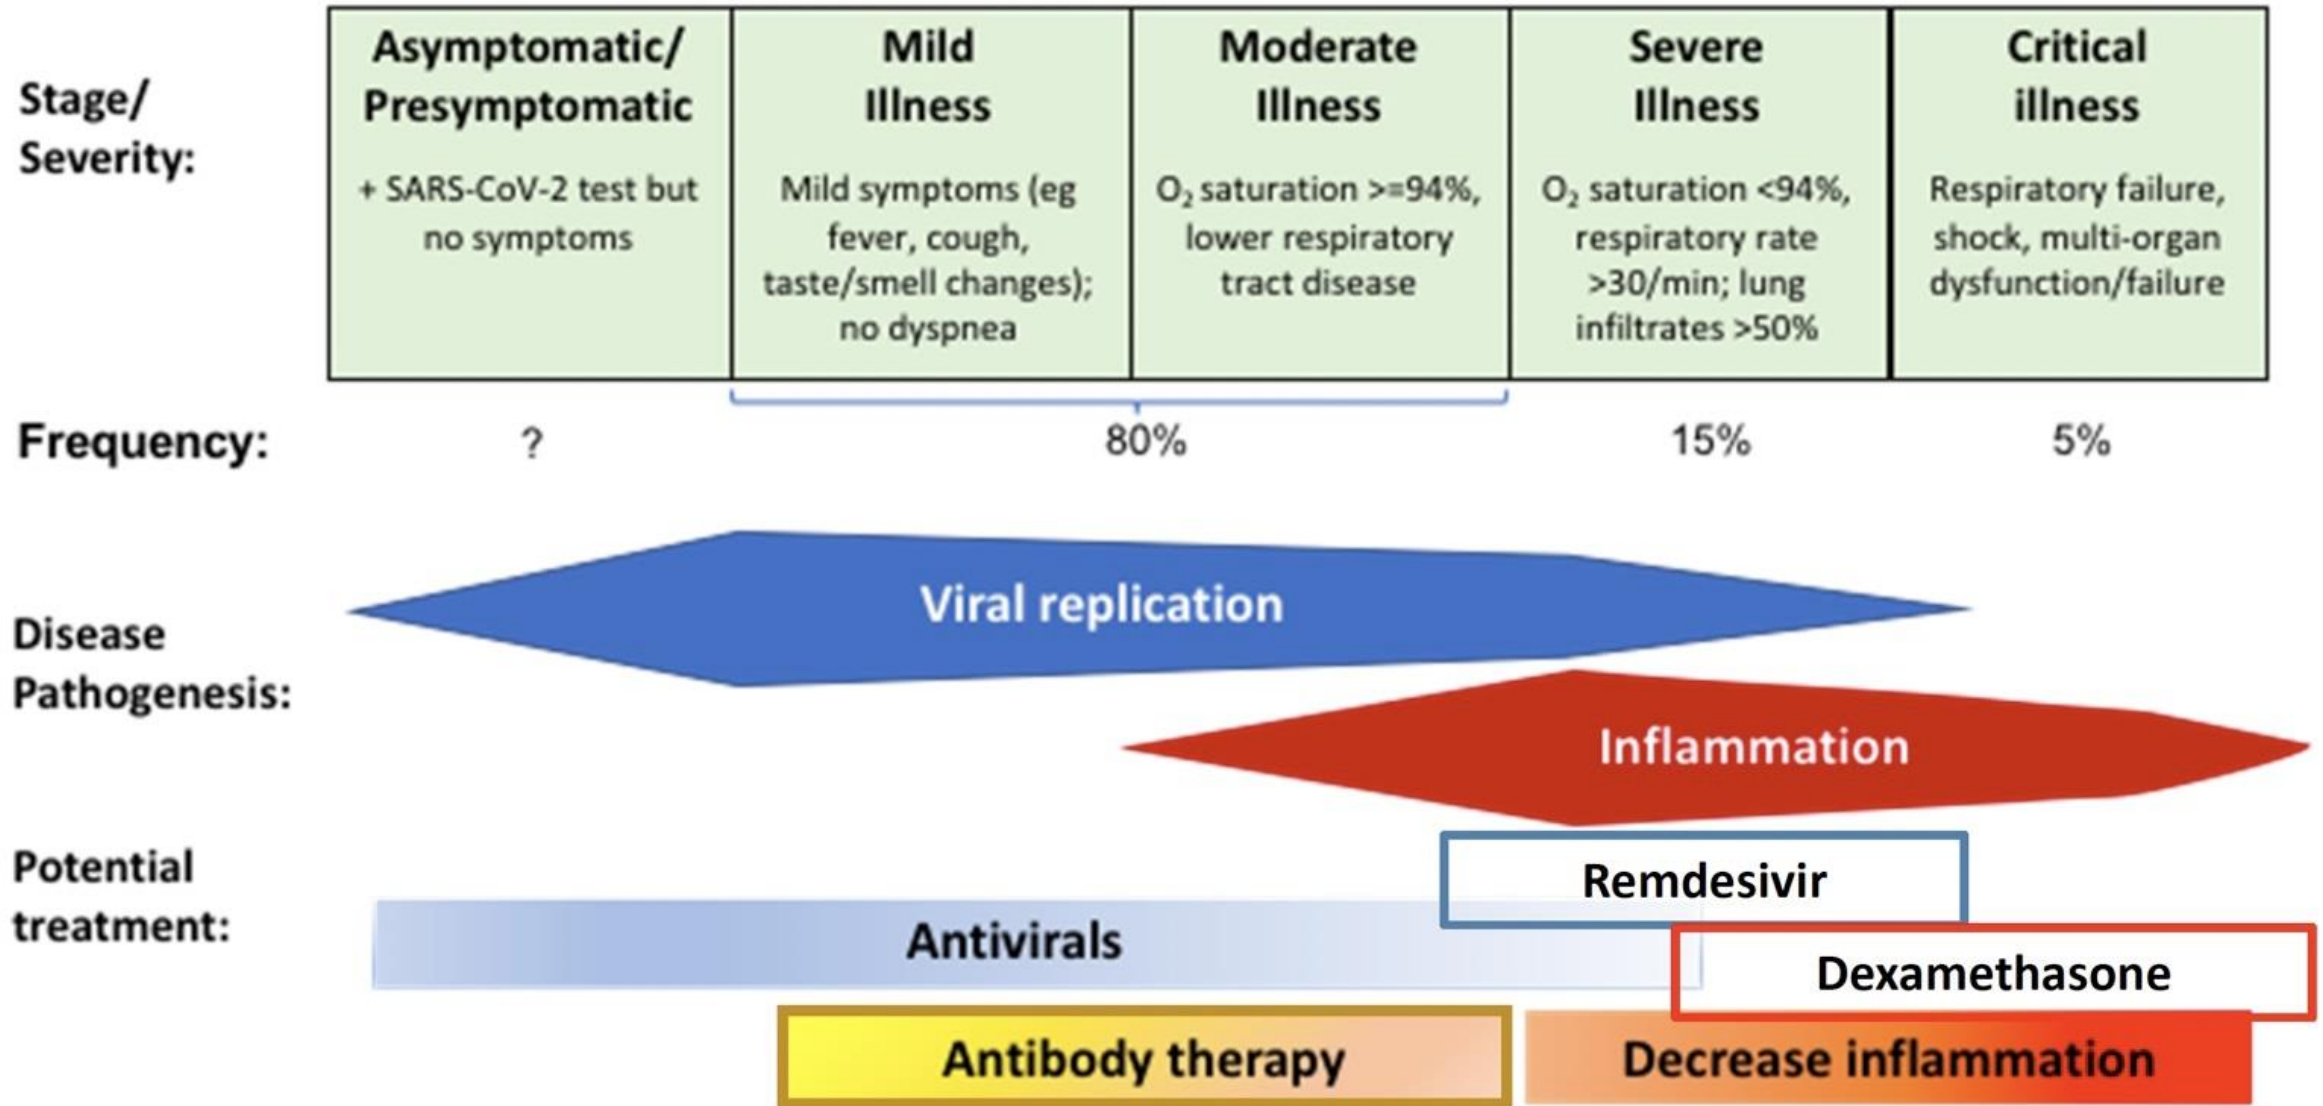 Stage/
Severity:
Asymptomatic/
Presymptomatic
+ SARS-CoV-2 test but
no symptoms
Mild
Illness
Mild symptoms (eg
fever, cough,
taste/smell changes);
no dyspnea
Moderate
Illness
O₂ saturation >=94%,
lower respiratory
tract disease
Severe
Illness
O₂ saturation <94%,
respiratory rate
>30/min; lung
infiltrates >50%
Critical
illness
Respiratory failure,
shock, multi-organ
dysfunction/failure
Frequency:
?
80%
15%
5%
Disease
Pathogenesis:
Viral replication
Inflammation
Potential
treatment:
Remdesivir
Antivirals
Dexamethasone
Antibody therapy
Decrease inflammation